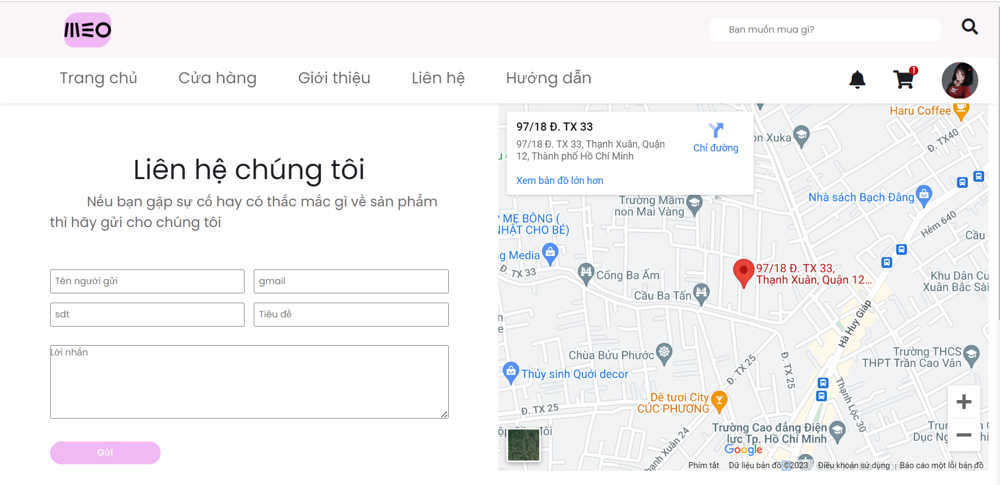 MEO
Bạn muốn mua gì?
Trang chủ
Cửa hàng
Giới thiệu
Liên hệ
Hướng dẫn
1
Liên hệ chúng tôi
Nếu bạn gặp sự cố hay có thắc mắc gì về sản phẩm
thì hãy gửi cho chúng tôi
Tên người gửi
gmail
sdt
Tiêu đề
Lời nhắn
Gửi
97/18 Đ. TX 33
97/18 Đ. TX 33, Thạnh Xuân, Quận
12, Thành phố Hồ Chí Minh
Chỉ đường
Xem bản đồ lớn hơn
Haru Coffee
on Xuka
Đ. TX40
Nhà sách Bạch Đằng
Trường Mầm
non Mai Vàng
MẸ BÔNG (
NHẬT CHO BÉ)
Hẻm 640
Cầu
ng Media
Đ. TX 33
Cống Ba Ấm
97/18 Đ. TX 33,
Thạnh Xuân, Quận 12...
Khu Dân Cư
Xuân Bắc Sài
Cầu Ba Tấn
Hà Huy Giáp
Chùa Bửu Phước
Trường THCS
THPT Trần Cao Vân
Thủy sinh Quới decor
Đ. TX 25
Đ. TX 25
Dê tươi City
CÚC PHƯƠNG
Thạnh Lộc 30
Đ. TX 25
Trường Cao đẳng Điện
lực Tp. Hồ Chí Minh
Dục
Thạnh Xuân 24
Google
Phím tắt
Dữ liệu bản đồ ©2023
Điều khoản sử dụng
Báo cáo một lỗi bản đồ